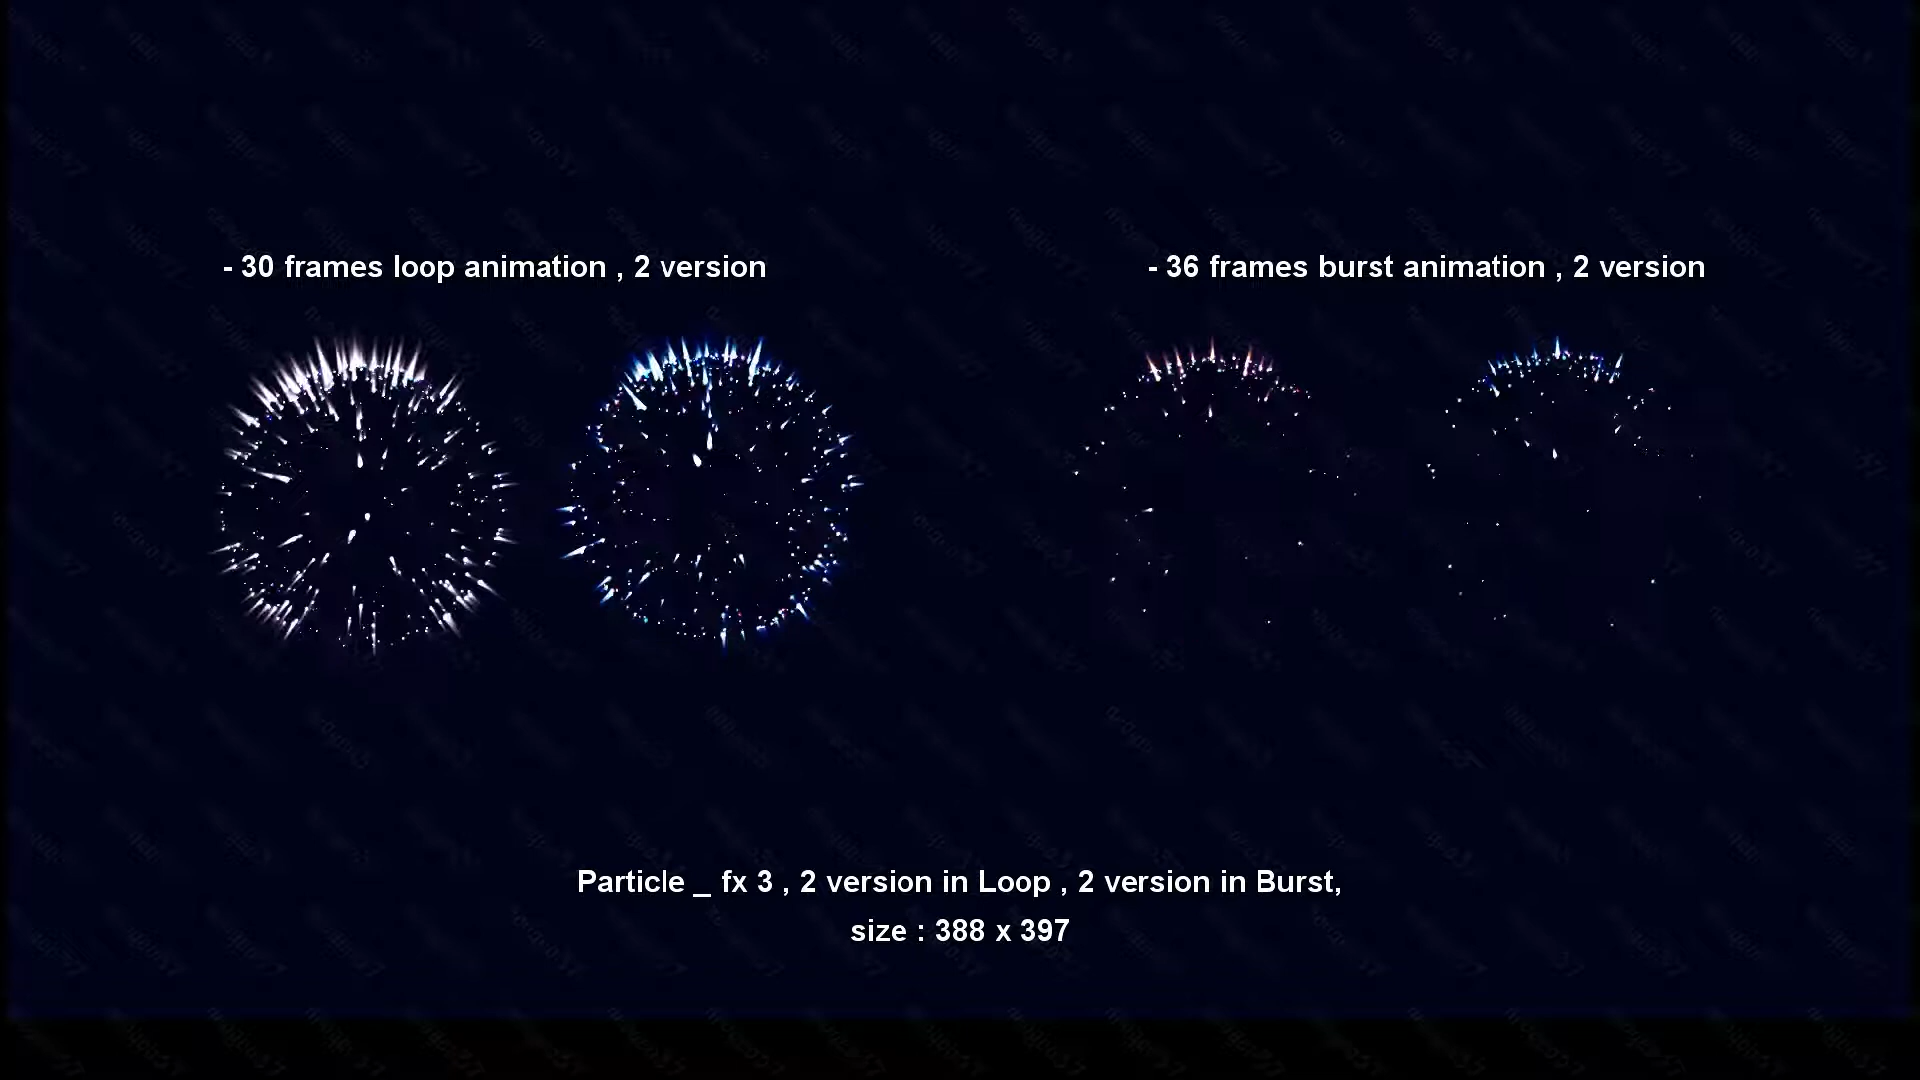 - 30 frames loop animation , 2 version
- 36 frames burst animation , 2 version
Particle _ fx 3 , 2 version in Loop , 2 version in Burst,
size : 388 x 397